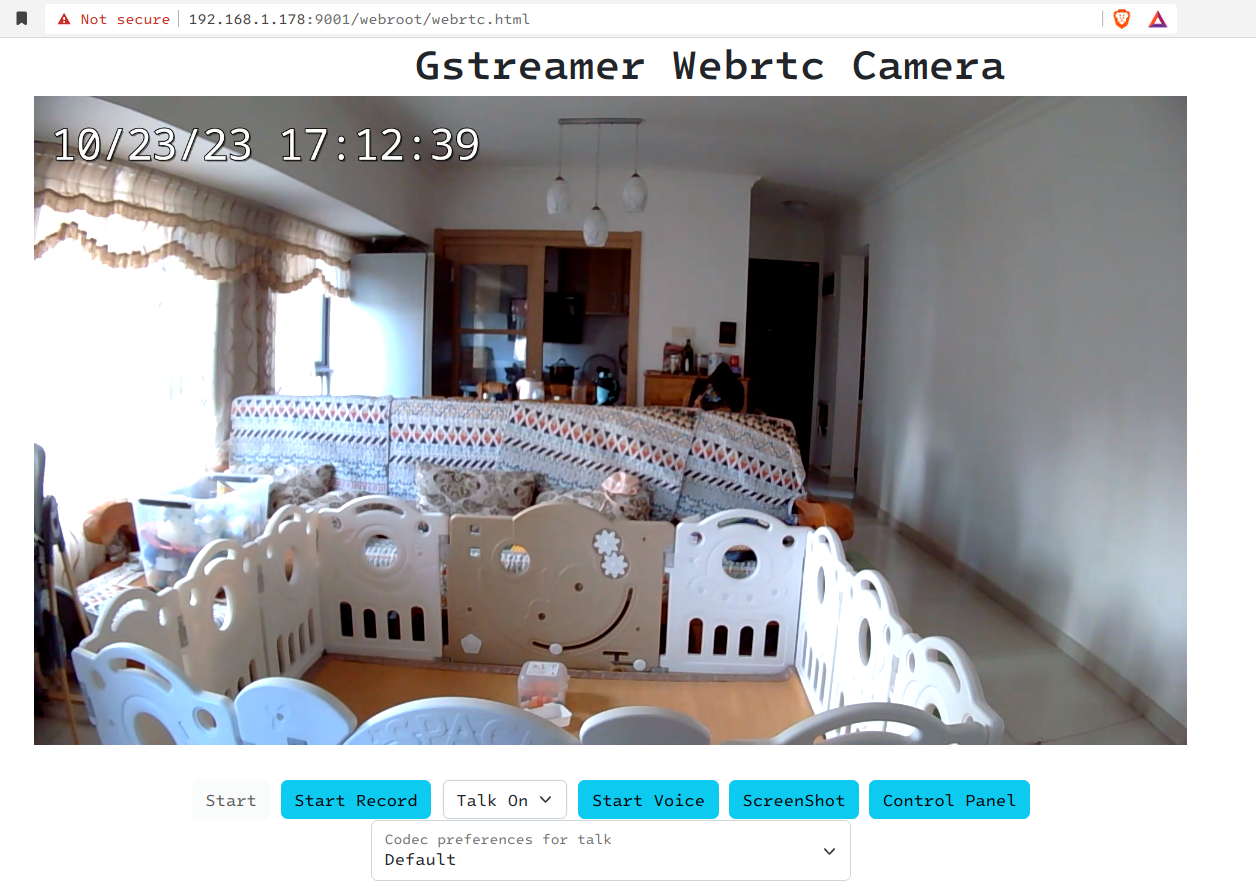 Not secure 192.168.1.178:9001/webroot/webrtc.html
Gstreamer Webrtc Camera
10/23/23 17:12:39
Start Start Record Talk On Start Voice ScreenShot Control Panel
Codec preferences for talk
Default